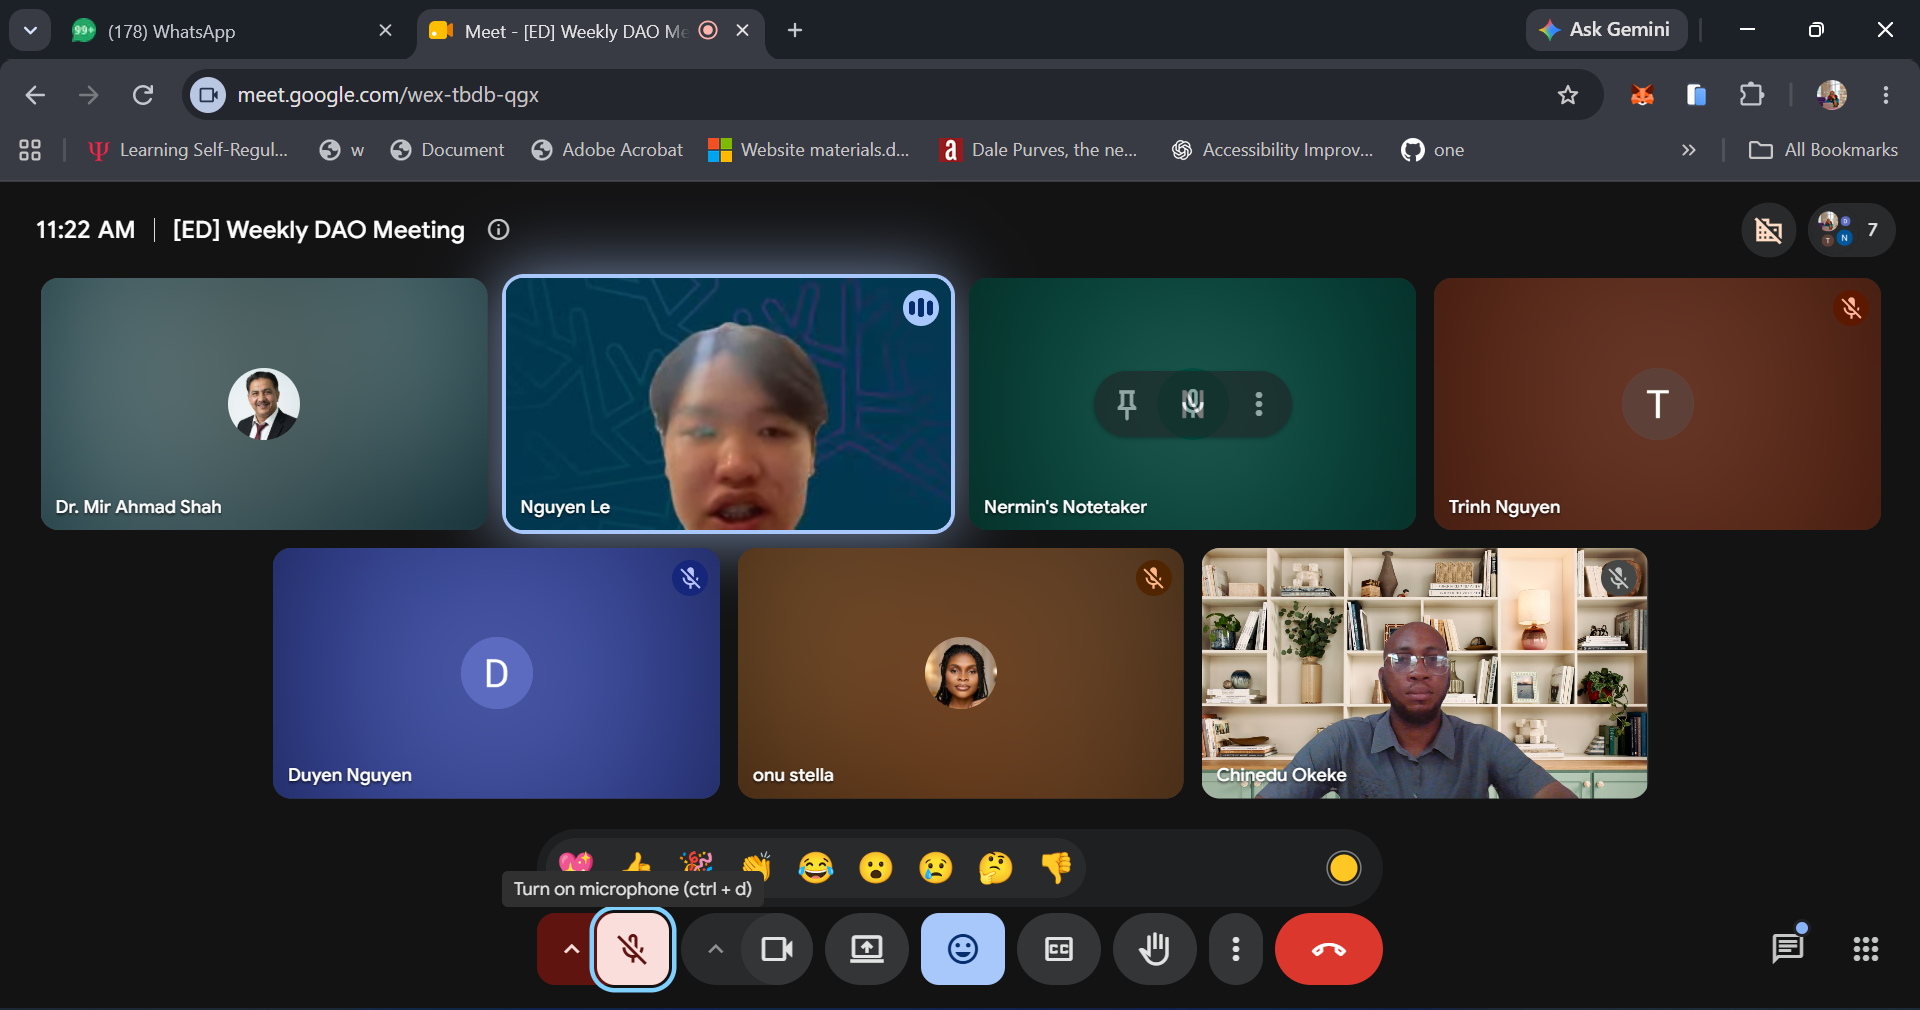 (178) WhatsApp
Meet - [ED] Weekly DAO Me
Ask Gemini
meet.google.com/wex-tbdb-qgx
Learning Self-Regul...
w
Document
Adobe Acrobat
Website materials.d...
Dale Purves, the ne...
Accessibility Improv...
one
All Bookmarks
11:22 AM
[ED] Weekly DAO Meeting
7
Dr. Mir Ahmad Shah
Nguyen Le
Nermin's Notetaker
T
Trinh Nguyen
D
Duyen Nguyen
onu stella
Chinedu Okeke
Turn on microphone (ctrl + d)